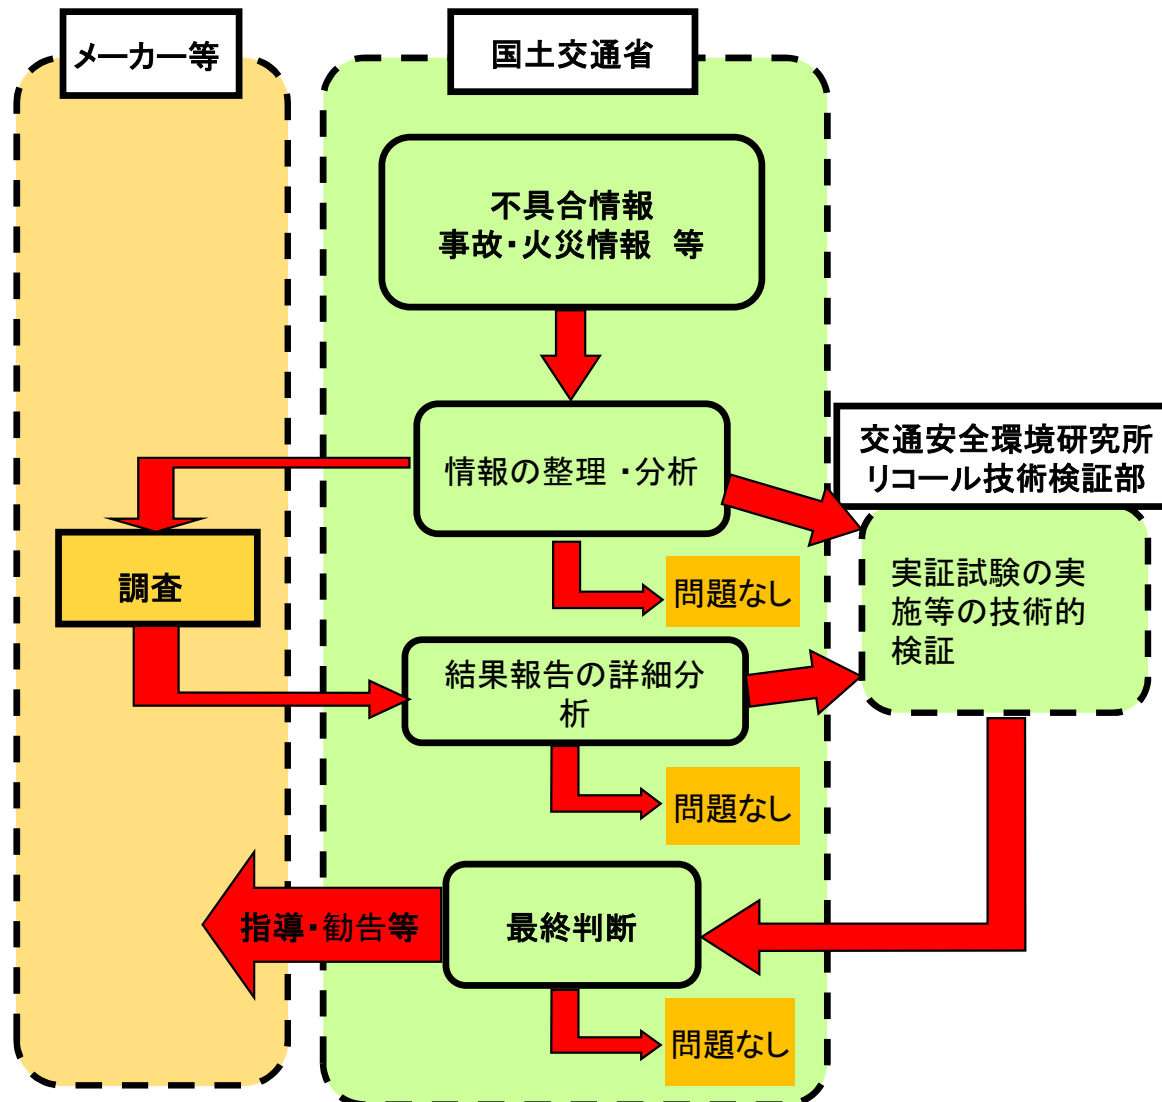 メーカー等
国土交通省
不具合情報
事故・火災情報　等
情報の整理・分析
交通安全環境研究所
リコール技術検証部
調査
問題なし
実証試験の実
施等の技術的
検証
結果報告の詳細分
析
問題なし
指導・勧告等
最終判断
問題なし